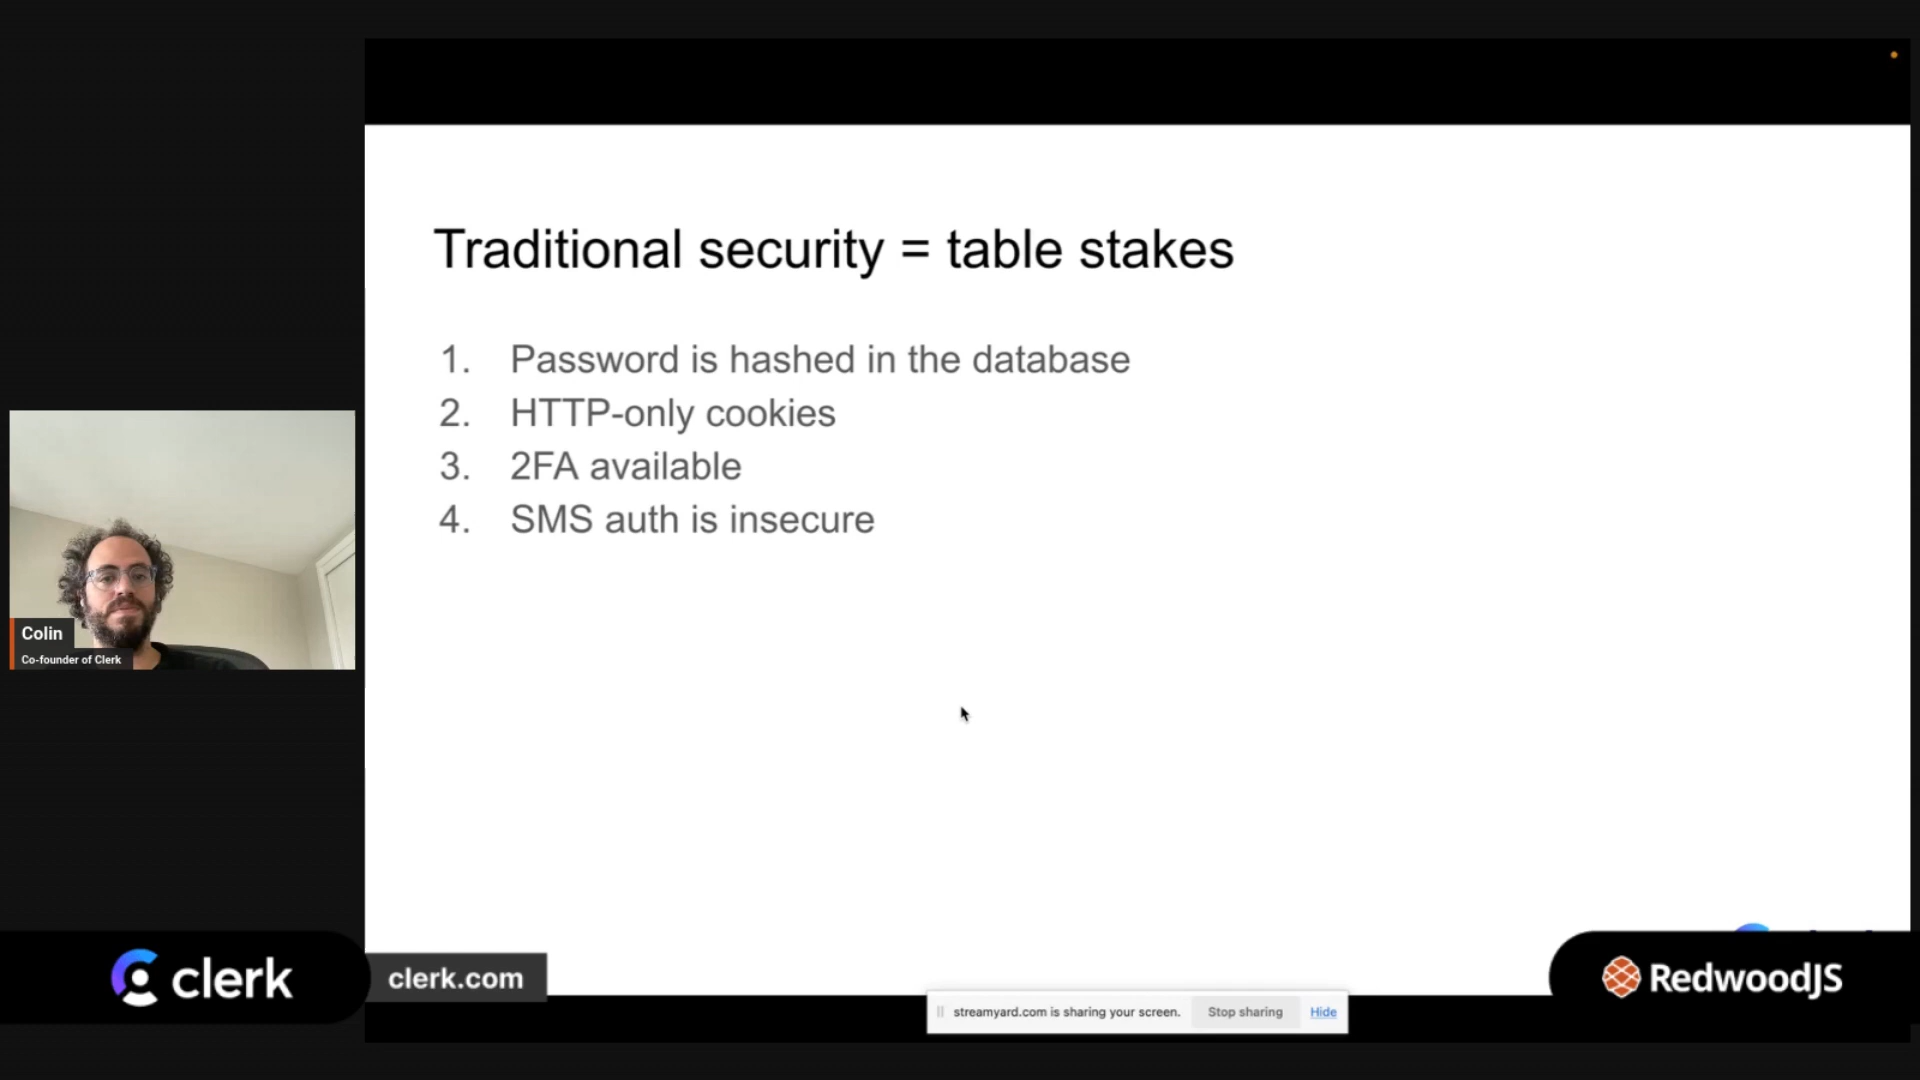 Traditional security = table stakes
1. Password is hashed in the database
2. HTTP-only cookies
3. 2FA available
4. SMS auth is insecure
Colin
Co-founder of Clerk
clerk
clerk.com
streamyard.com is sharing your screen. Stop sharing Hide
RedwoodJS